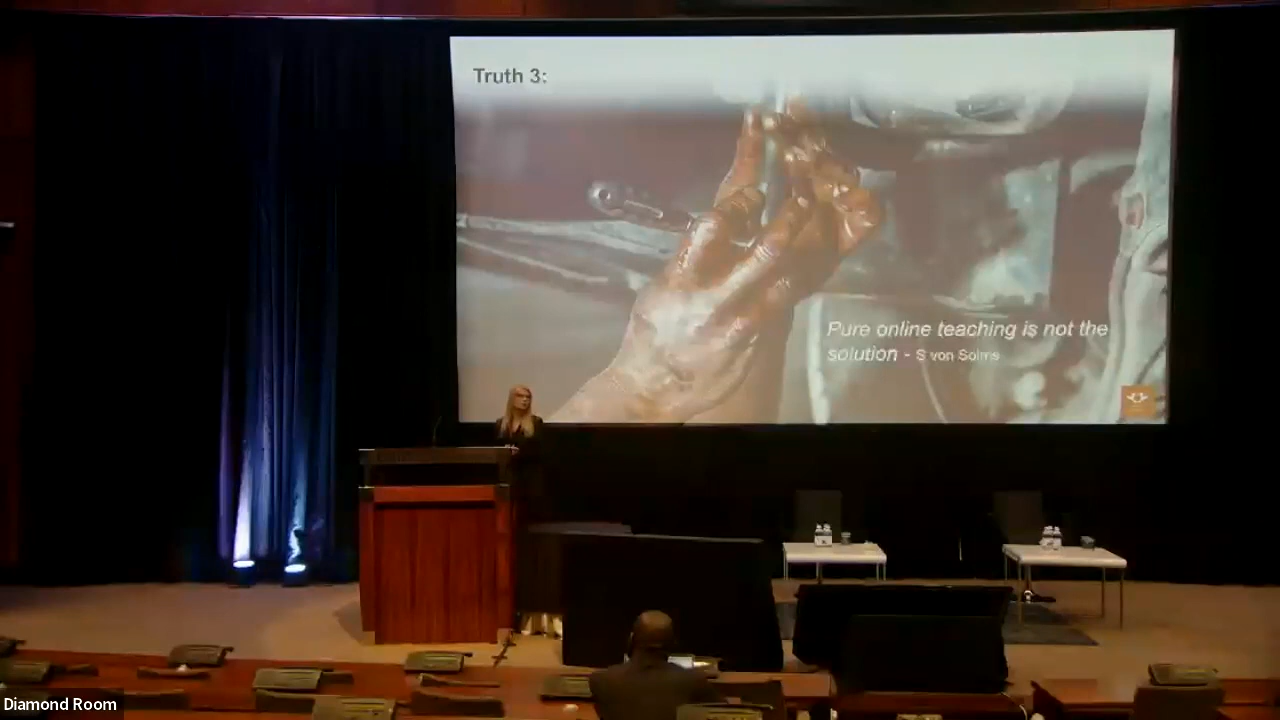 Truth 3:
Pure online teaching is not the
solution - S von Solms
Diamond Room